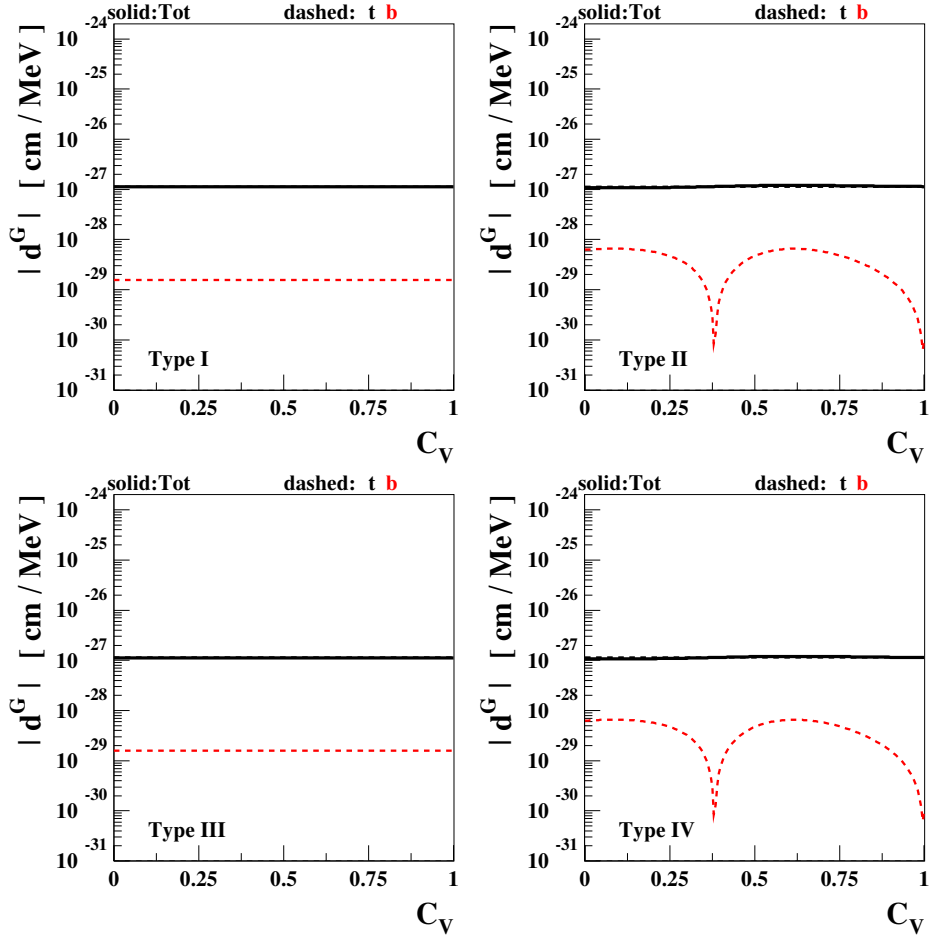 solid:Tot dashed: t b
| d^G | [ cm / MeV ]
10^-24
10^-25
10^-26
10^-27
10^-28
10^-29
10^-30
10^-31
Type I
0 0.25 0.5 0.75 1
C_V
solid:Tot dashed: t b
| d^G | [ cm / MeV ]
10^-24
10^-25
10^-26
10^-27
10^-28
10^-29
10^-30
10^-31
Type II
0 0.25 0.5 0.75 1
C_V
solid:Tot dashed: t b
| d^G | [ cm / MeV ]
10^-24
10^-25
10^-26
10^-27
10^-28
10^-29
10^-30
10^-31
Type III
0 0.25 0.5 0.75 1
C_V
solid:Tot dashed: t b
| d^G | [ cm / MeV ]
10^-24
10^-25
10^-26
10^-27
10^-28
10^-29
10^-30
10^-31
Type IV
0 0.25 0.5 0.75 1
C_V